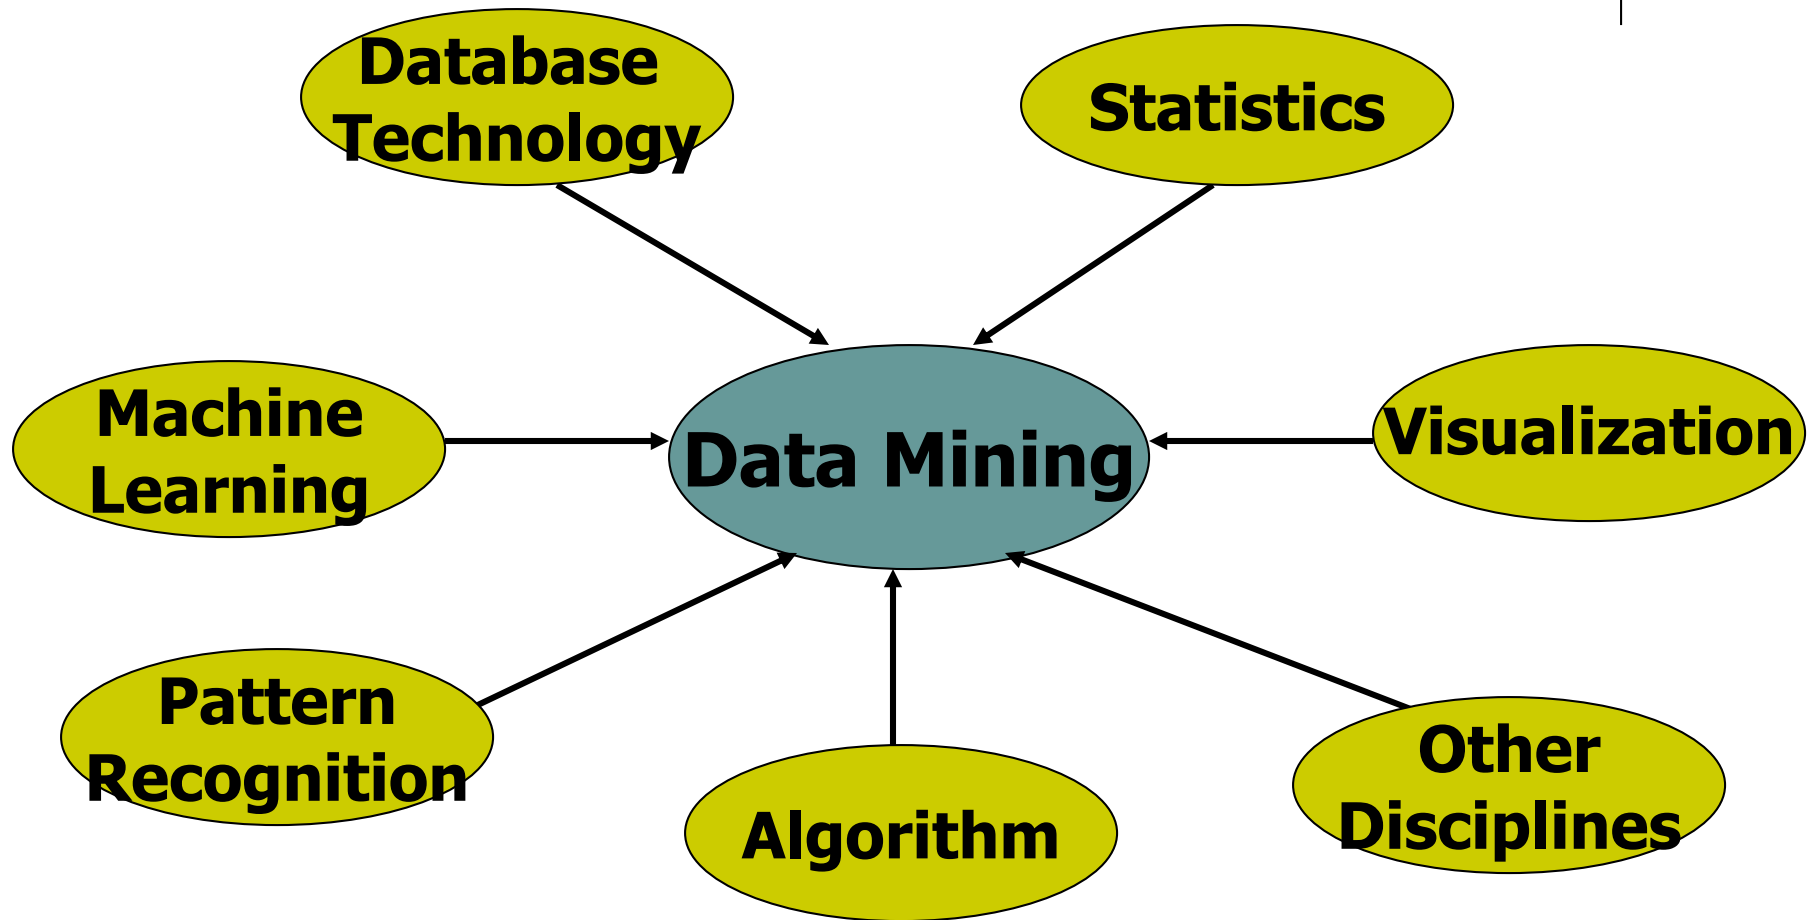 Database
Technology
Statistics
Machine
Learning
Data Mining
Visualization
Pattern
Recognition
Algorithm
Other
Disciplines